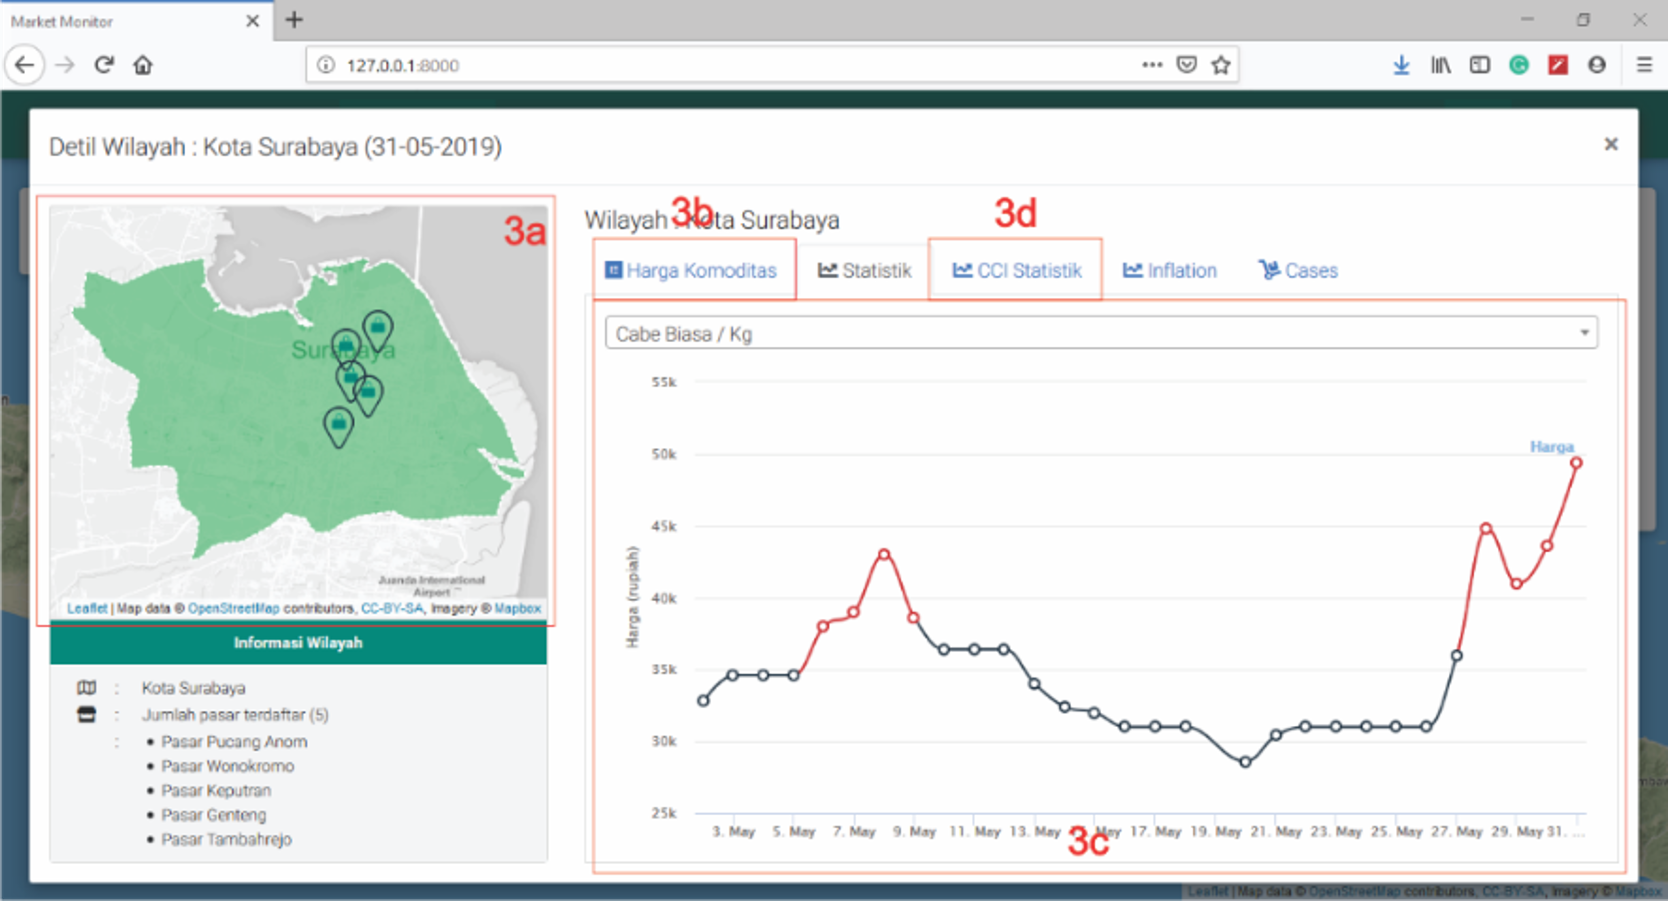 Market Monitor
127.0.0.1:8000
Detil Wilayah : Kota Surabaya (31-05-2019)
3a
Surabaya
Juanda International
Airport
Leaflet | Map data © OpenStreetMap contributors, CC-BY-SA, Imagery © Mapbox
Informasi Wilayah
: Kota Surabaya
: Jumlah pasar terdaftar (5)
: • Pasar Pucang Anom
• Pasar Wonokromo
• Pasar Keputran
• Pasar Genteng
• Pasar Tambahrejo
Wilayah : Kota Surabaya
3b
3d
Harga Komoditas
Statistik
CCI Statistik
Inflation
Cases
Cabe Biasa / Kg
55k
50k
45k
40k
35k
30k
25k
Harga (rupiah)
Harga
3. May 5. May 7. May 9. May 11. May 13. May May 17. May 19. May 21. May 23. May 25. May 27. May 29. May 31. ...
3c
Leaflet | Map data © OpenStreetMap contributors, CC-BY-SA, Imagery © Mapbox